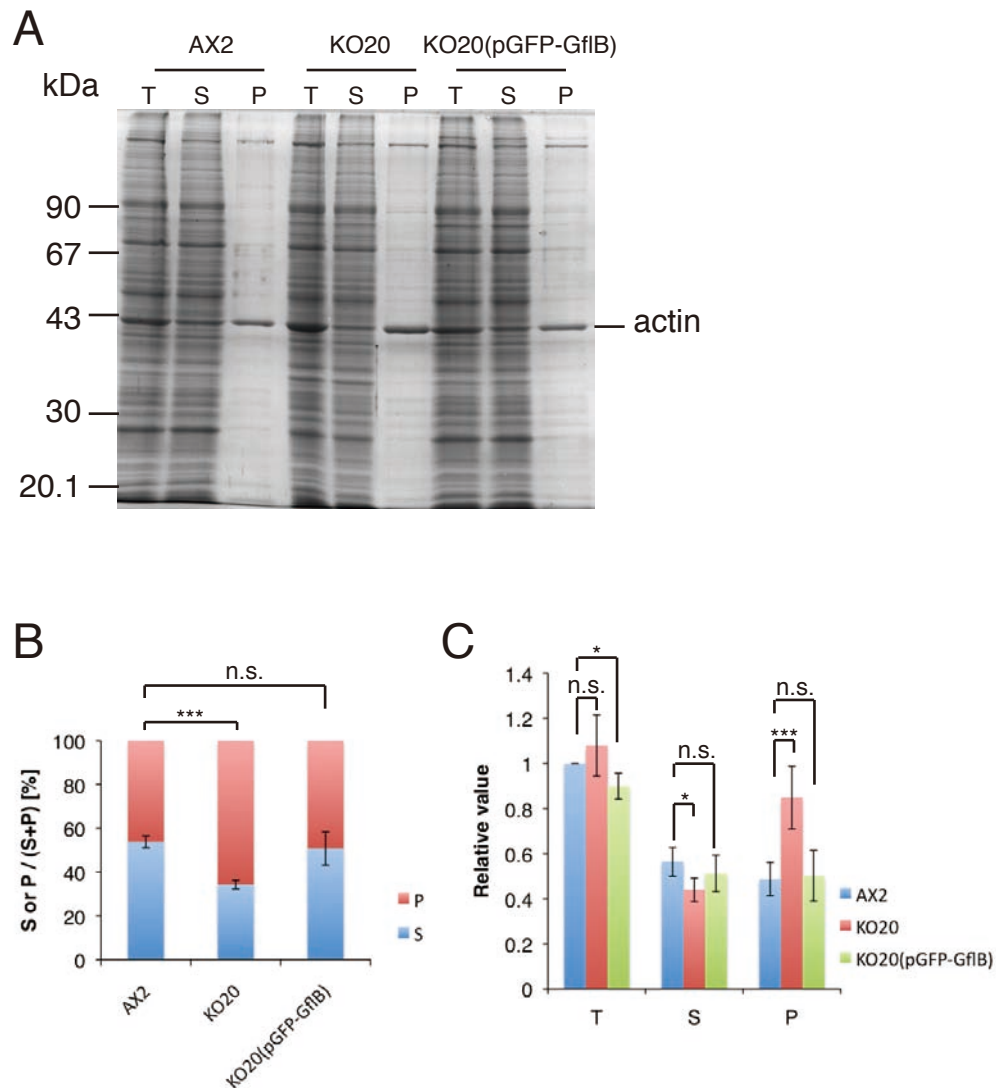 A
AX2 KO20 KO20(pGFP-GflB)
kDa T S P T S P T S P
90
67
43
actin
30
20.1
B
n.s.
***
S or P / (S+P) [%]
100
80
60
40
20
0
P
S
AX2
KO20
KO20(pGFP-GflB)
C
*
n.s.
n.s.
*
n.s.
***
Relative value
1.4
1.2
1
0.8
0.6
0.4
0.2
0
T S P
AX2
KO20
KO20(pGFP-GflB)